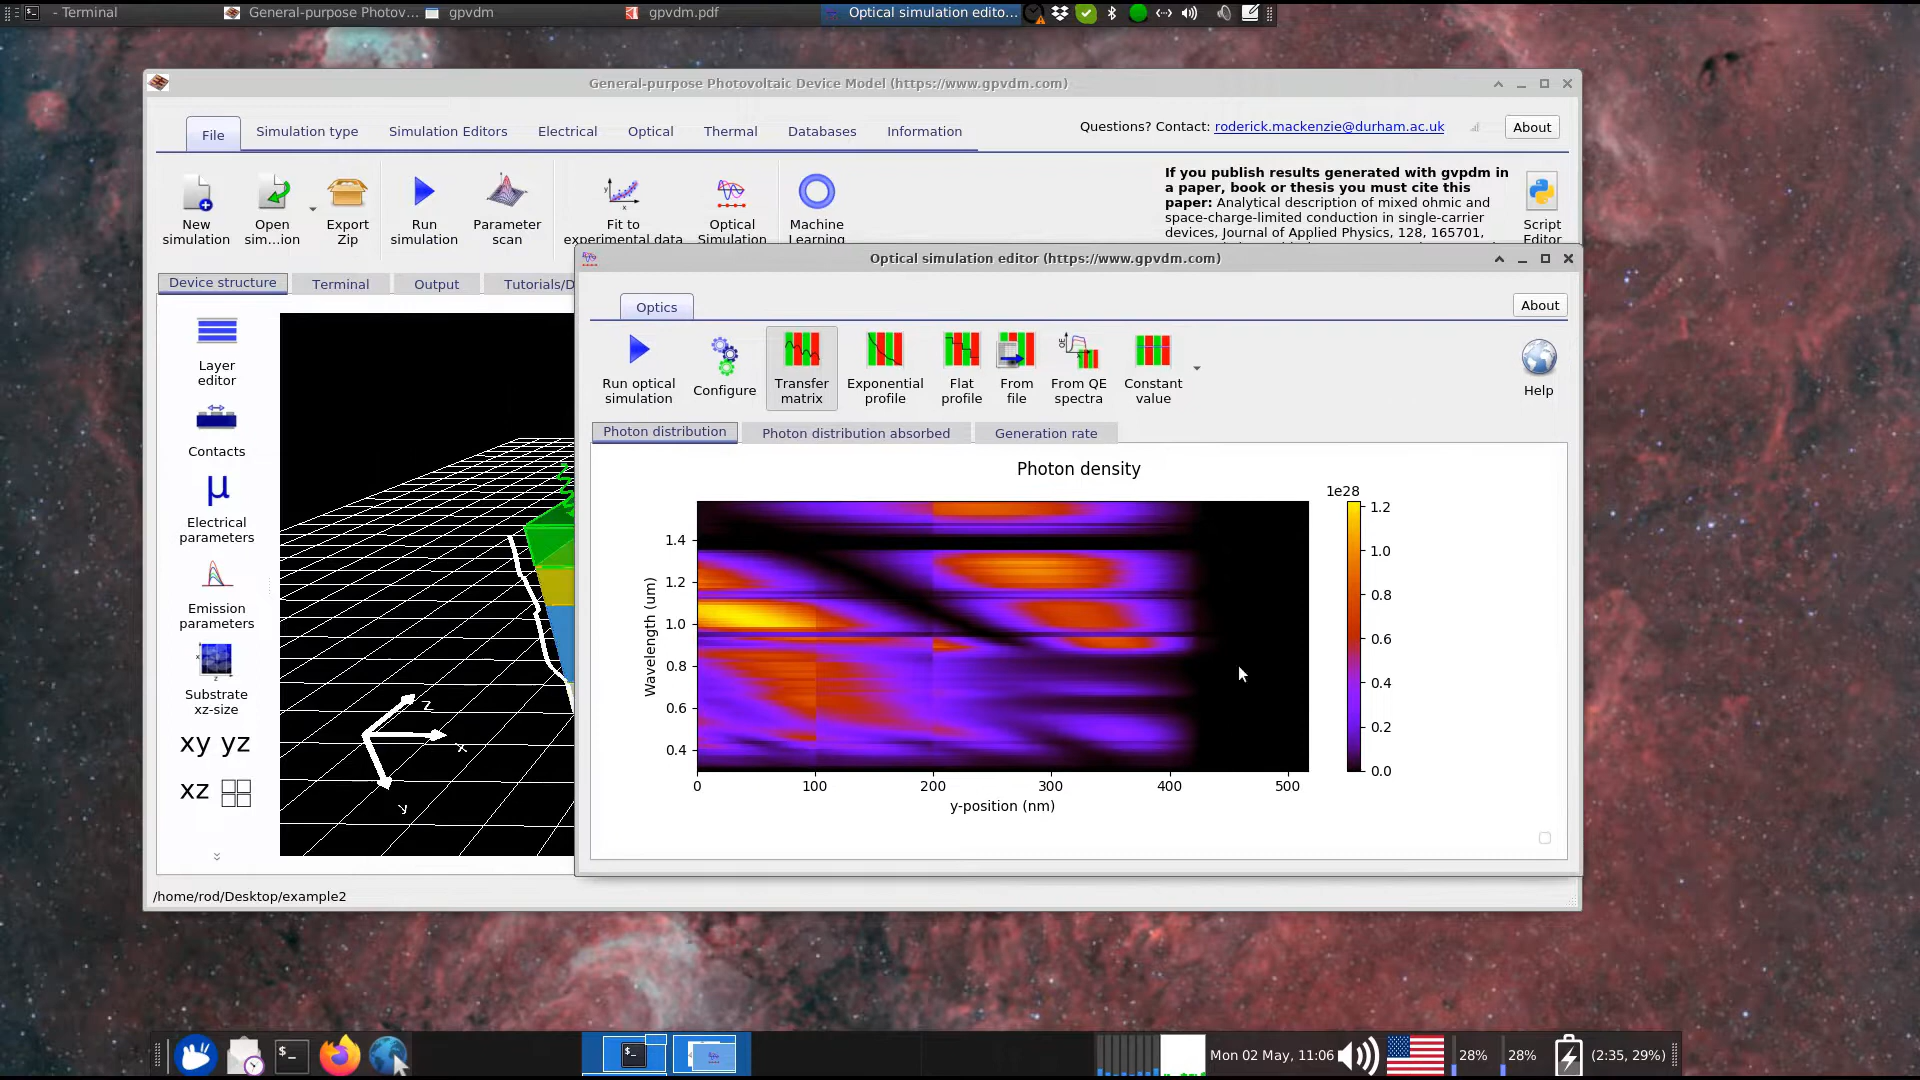 - Terminal
General-purpose Photov...
gpvdm
gpvdm.pdf
Optical simulation edito...
General-purpose Photovoltaic Device Model (https://www.gpvdm.com)
File
Simulation type
Simulation Editors
Electrical
Optical
Thermal
Databases
Information
Questions? Contact: roderick.mackenzie@durham.ac.uk
About
New
simulation
Open
sim...ion
Export
Zip
Run
simulation
Parameter
scan
Fit to
experimental data
Optical
Simulation
Machine
Learning
If you publish results generated with gvpdm in
a paper, book or thesis you must cite this
paper: Analytical description of mixed ohmic and
space-charge-limited conduction in single-carrier
devices, Journal of Applied Physics, 128, 165701,
Script
Editor
Device structure
Terminal
Output
Tutorials/D
Layer
editor
Contacts
μ
Electrical
parameters
Emission
parameters
Substrate
xz-size
xy yz
xz
z
x
y
/home/rod/Desktop/example2
Optical simulation editor (https://www.gpvdm.com)
Optics
About
Run optical
simulation
Configure
Transfer
matrix
Exponential
profile
Flat
profile
From
file
QE
From QE
spectra
Constant
value
Help
Photon distribution
Photon distribution absorbed
Generation rate
Photon density
1e28
1.4
1.2
1.0
0.8
0.6
0.4
Wavelength (um)
0
100
200
300
400
500
y-position (nm)
1.2
1.0
0.8
0.6
0.4
0.2
0.0
Mon 02 May, 11:06
28%
28%
(2:35, 29%)